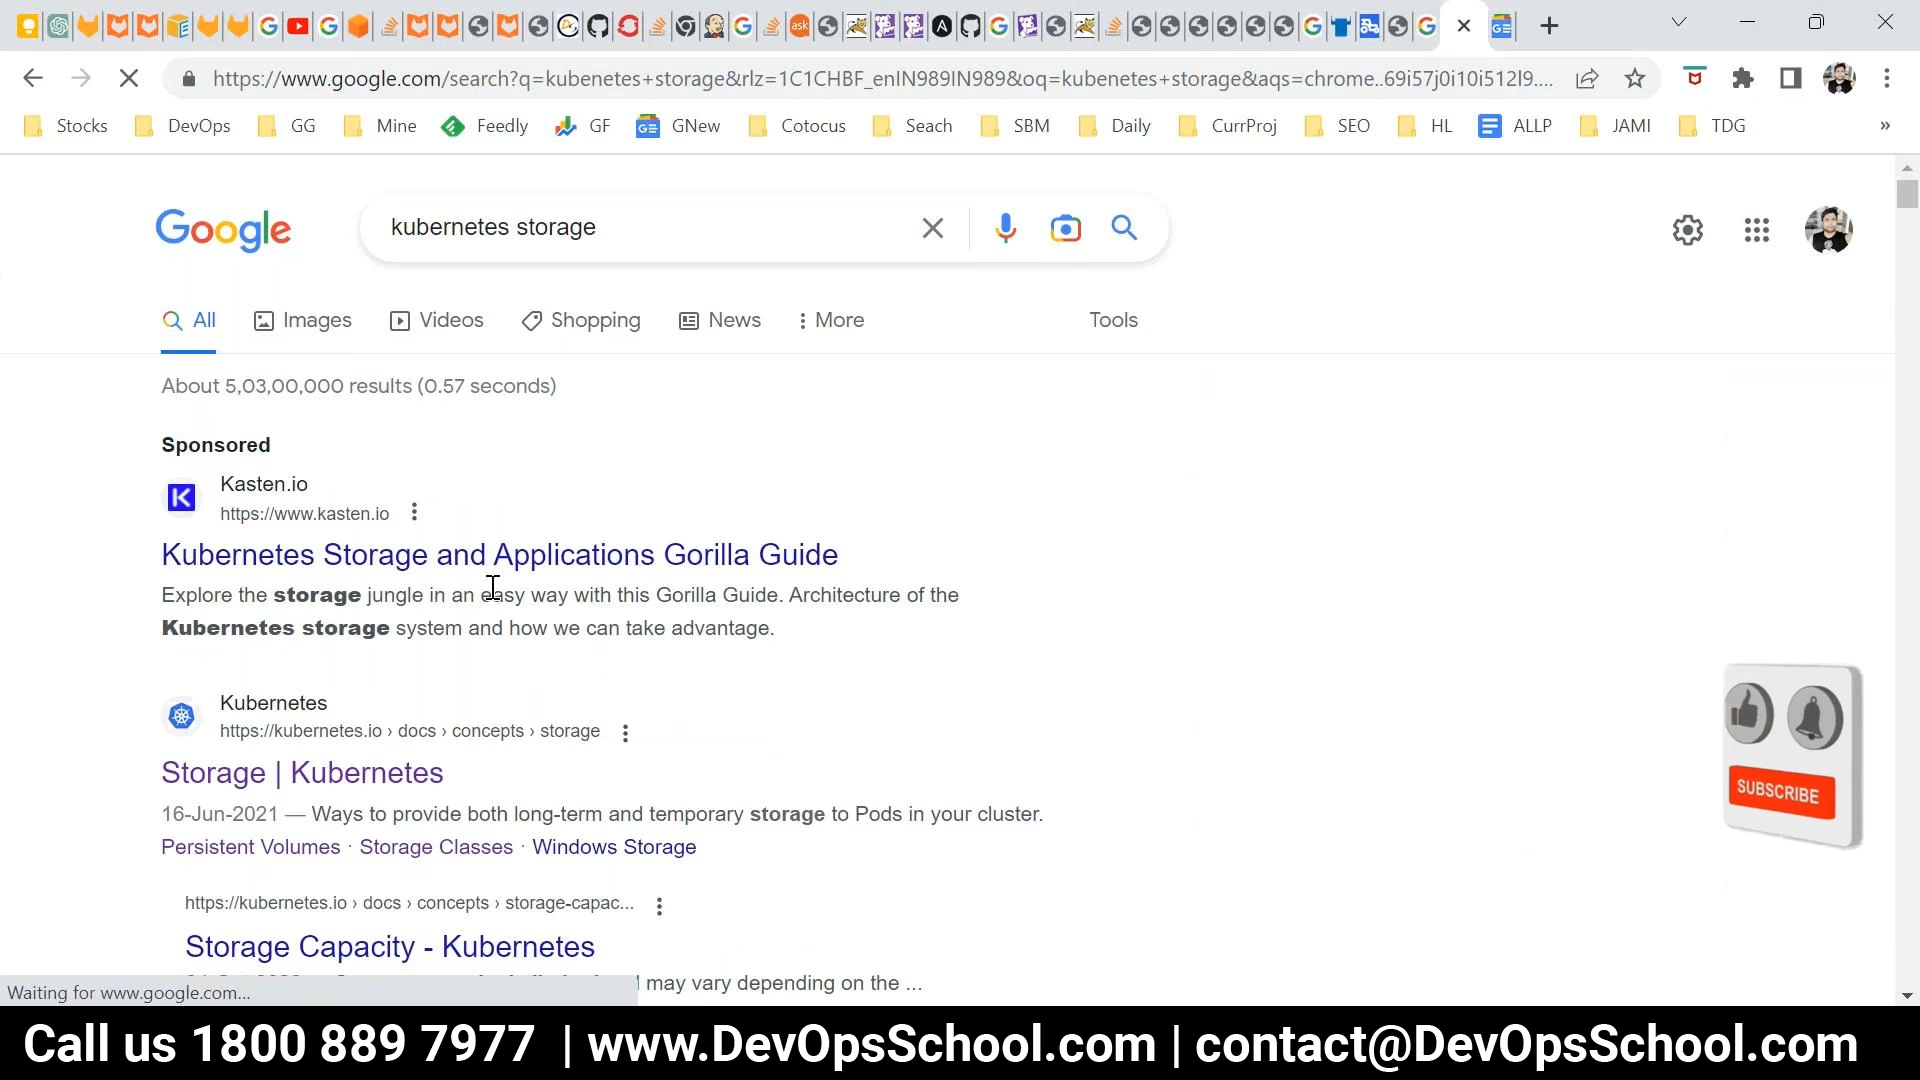 https://www.google.com/search?q=kubenetes+storage&rlz=1C1CHBF_enIN989IN989&oq=kubenetes+storage&aqs=chrome..69i57j0i10i512l9....
Stocks DevOps GG Mine Feedly GF GNew Cotocus Seach SBM Daily CurrProj SEO HL ALLP JAMI TDG »
Google kubernetes storage
All Images Videos Shopping News More Tools
About 5,03,00,000 results (0.57 seconds)
Sponsored
Kasten.io
https://www.kasten.io
Kubernetes Storage and Applications Gorilla Guide
Explore the storage jungle in an easy way with this Gorilla Guide. Architecture of the
Kubernetes storage system and how we can take advantage.
Kubernetes
https://kubernetes.io › docs › concepts › storage
Storage | Kubernetes
16-Jun-2021 — Ways to provide both long-term and temporary storage to Pods in your cluster.
Persistent Volumes · Storage Classes · Windows Storage
SUBSCRIBE
https://kubernetes.io › docs › concepts › storage-capac...
Storage Capacity - Kubernetes
may vary depending on the ...
Waiting for www.google.com...
Call us 1800 889 7977 | www.DevOpsSchool.com | contact@DevOpsSchool.com